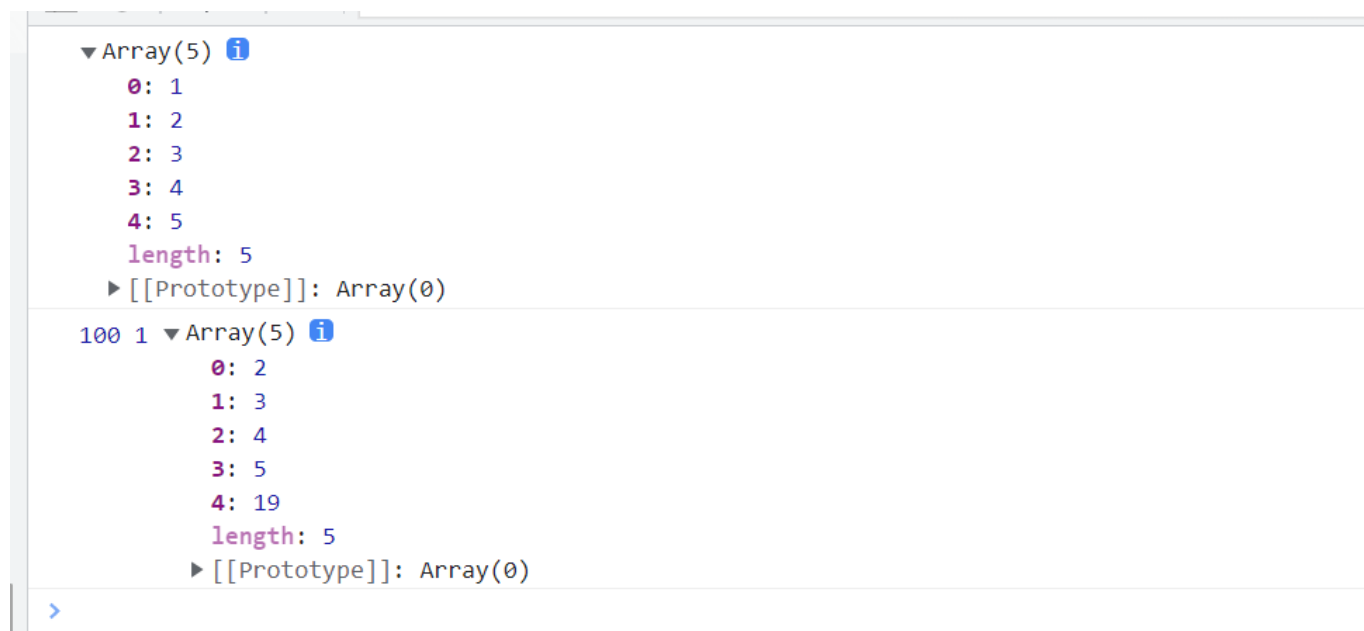 ▼Array(5) i
0: 1
1: 2
2: 3
3: 4
4: 5
length: 5
▶[[Prototype]]: Array(0)
100 1 ▼Array(5) i
0: 2
1: 3
2: 4
3: 5
4: 19
length: 5
▶[[Prototype]]: Array(0)
>